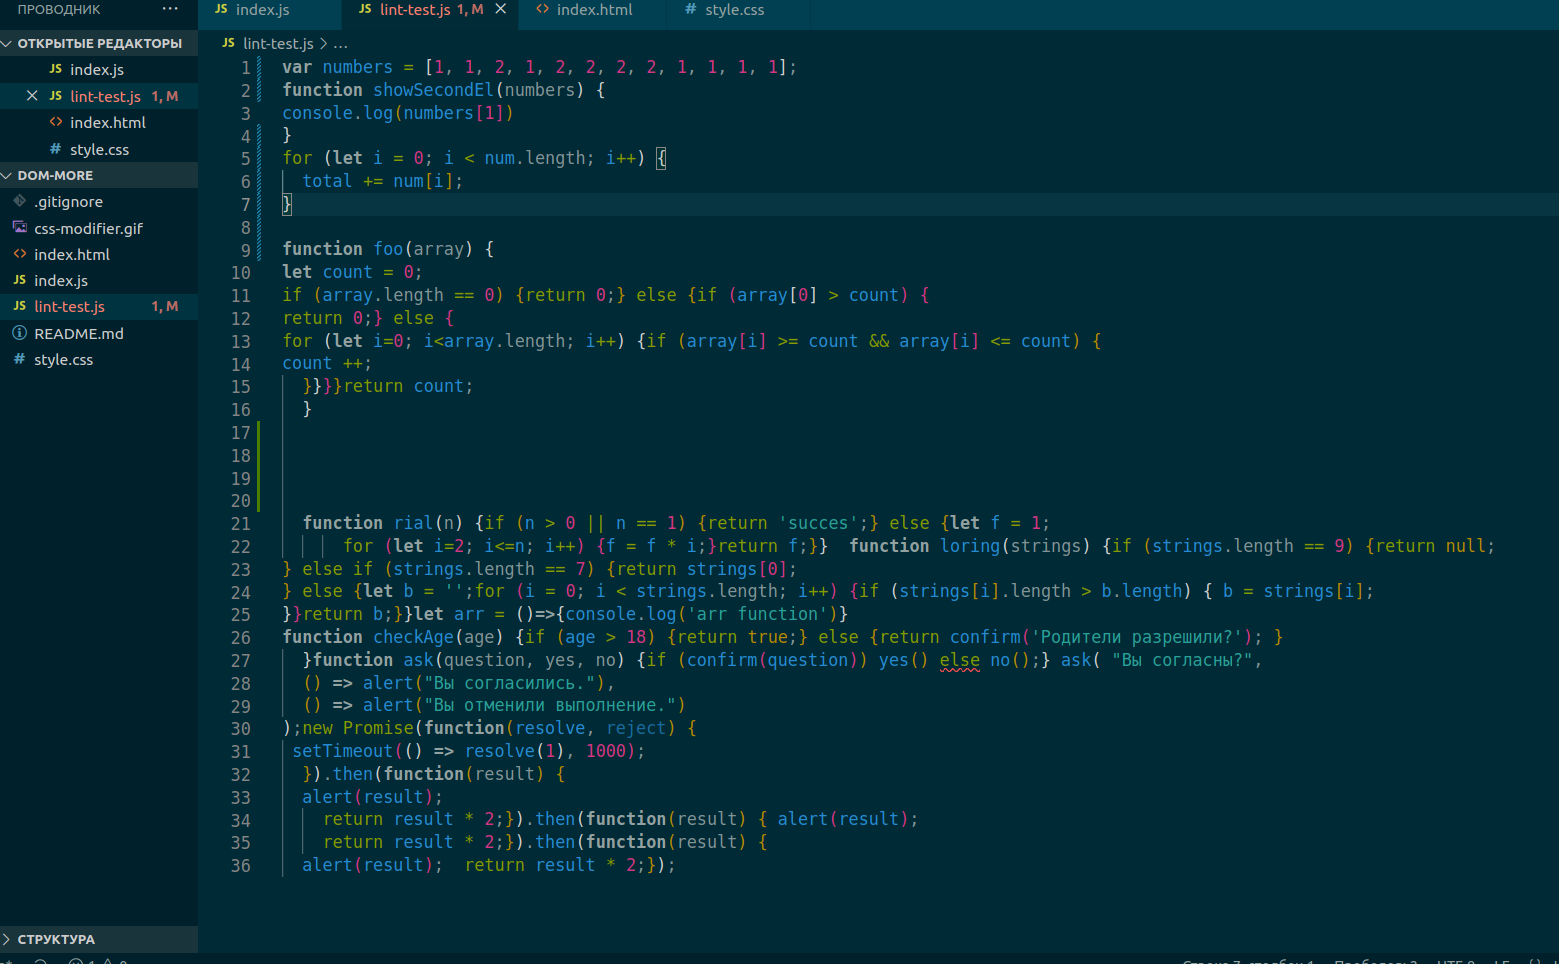 ПРОВОДНИК ...
JS index.js JS lint-test.js 1, M × <> index.html # style.css
ОТКРЫТЫЕ РЕДАКТОРЫ
JS index.js
× JS lint-test.js 1, M
<> index.html
# style.css
DOM-MORE
.gitignore
css-modifier.gif
<> index.html
JS index.js
JS lint-test.js 1, M
README.md
# style.css
СТРУКТУРА
JS lint-test.js > ...
1 var numbers = [1, 1, 2, 1, 2, 2, 2, 2, 1, 1, 1, 1];
2 function showSecondEl(numbers) {
3 console.log(numbers[1])
4 }
5 for (let i = 0; i < num.length; i++) {
6   total += num[i];
7 }
8
9 function foo(array) {
10 let count = 0;
11 if (array.length == 0) {return 0;} else {if (array[0] > count) {
12 return 0;} else {
13 for (let i=0; i<array.length; i++) {if (array[i] >= count && array[i] <= count) {
14 count ++;
15   }}}}return count;
16   }
17
18
19
20
21   function rial(n) {if (n > 0 || n == 1) {return 'succes';} else {let f = 1;
22       for (let i=2; i<=n; i++) {f = f * i;}return f;}}  function loring(strings) {if (strings.length == 9) {return null;
23 } else if (strings.length == 7) {return strings[0];
24 } else {let b = '';for (i = 0; i < strings.length; i++) {if (strings[i].length > b.length) { b = strings[i];
25 }}return b;}}let arr = ()=>{console.log('arr function')}
26 function checkAge(age) {if (age > 18) {return true;} else {return confirm('Родители разрешили?'); }
27   }function ask(question, yes, no) {if (confirm(question)) yes() else no();} ask( "Вы согласны?",
28   () => alert("Вы согласились."),
29   () => alert("Вы отменили выполнение.")
30 );new Promise(function(resolve, reject) {
31  setTimeout(() => resolve(1), 1000);
32   }).then(function(result) {
33   alert(result);
34     return result * 2;}).then(function(result) { alert(result);
35     return result * 2;}).then(function(result) {
36   alert(result);  return result * 2;});